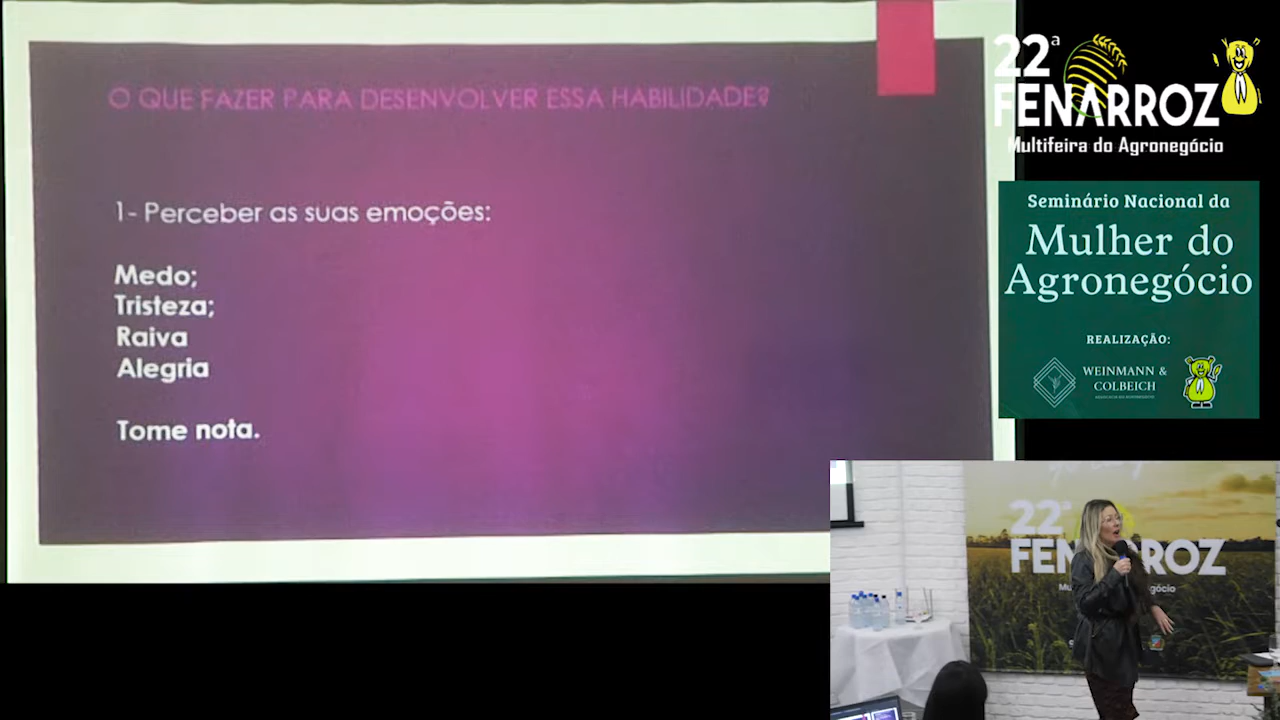 O QUE FAZER PARA DESENVOLVER ESSA HABILIDADE?
1- Perceber as suas emoções:
Medo;
Tristeza;
Raiva
Alegria
Tome nota.
22ª
FENARROZ
Multifeira do Agronegócio
Seminário Nacional da
Mulher do
Agronegócio
REALIZAÇÃO:
WEINMANN &
COLBEICH
22ª
FENARROZ